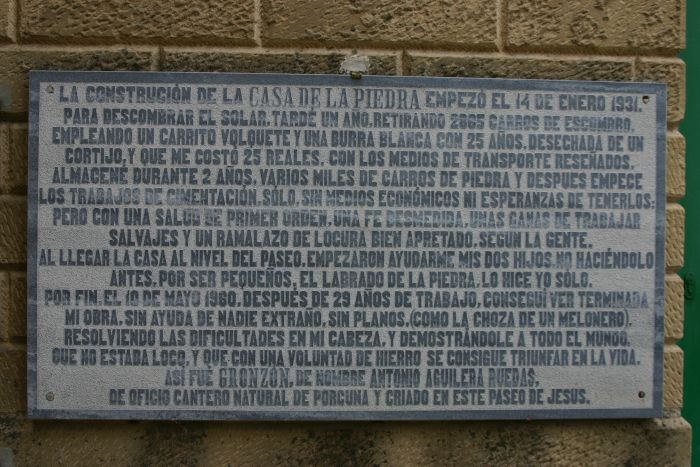 LA CONSTRUCIÓN DE LA CASA DE LA PIEDRA EMPEZÓ EL 14 DE ENERO 1931.
PARA DESCOMBRAR EL SOLAR, TARDÉ UN AÑO, RETIRANDO 2865 CARROS DE ESCOMBRO,
EMPLEANDO UN CARRITO VOLQUETE Y UNA BURRA BLANCA CON 25 AÑOS, DESECHADA DE UN
CORTIJO, Y QUE ME COSTÓ 25 REALES, CON LOS MEDIOS DE TRANSPORTE RESEÑADOS,
ALMACENÉ DURANTE 2 AÑOS, VARIOS MILES DE CARROS DE PIEDRA Y DESPUES EMPECE
LOS TRABAJOS DE CIMENTACIÓN, SÓLO, SIN MEDIOS ECONÓMICOS NI ESPERANZAS DE TENERLOS;
PERO CON UNA SALUD DE PRIMER ORDEN, UNA FE DESMEDIDA, UNAS GANAS DE TRABAJAR
SALVAJES Y UN RAMALAZO DE LOCURA BIEN APRETADO, SEGUN LA GENTE.
AL LLEGAR LA CASA AL NIVEL DEL PASEO, EMPEZARON AYUDARME MIS DOS HIJOS, NO HACIÉNDOLO
ANTES, POR SER PEQUEÑOS, EL LABRADO DE LA PIEDRA, LO HICE YO SÓLO.
POR FIN, EL 10 DE MAYO 1960, DESPUÉS DE 29 AÑOS DE TRABAJO, CONSEGUÍ VER TERMINADA
MI OBRA, SIN AYUDA DE NADIE EXTRAÑO, SIN PLANOS, (COMO LA CHOZA DE UN MELONERO),
RESOLVIENDO LAS DIFICULTADES EN MI CABEZA, Y DEMOSTRÁNDOLE A TODO EL MUNDO,
QUE NO ESTABA LOCO, Y QUE, CON UNA VOLUNTAD DE HIERRO SE CONSIGUE TRIUNFAR EN LA VIDA.
ASÍ FUÉ GRONZÓN, DE NOMBRE ANTONIO AGUILERA RUEDAS,
DE OFICIO CANTERO NATURAL DE PORCUNA Y CRIADO EN ESTE PASEO DE JESÚS.